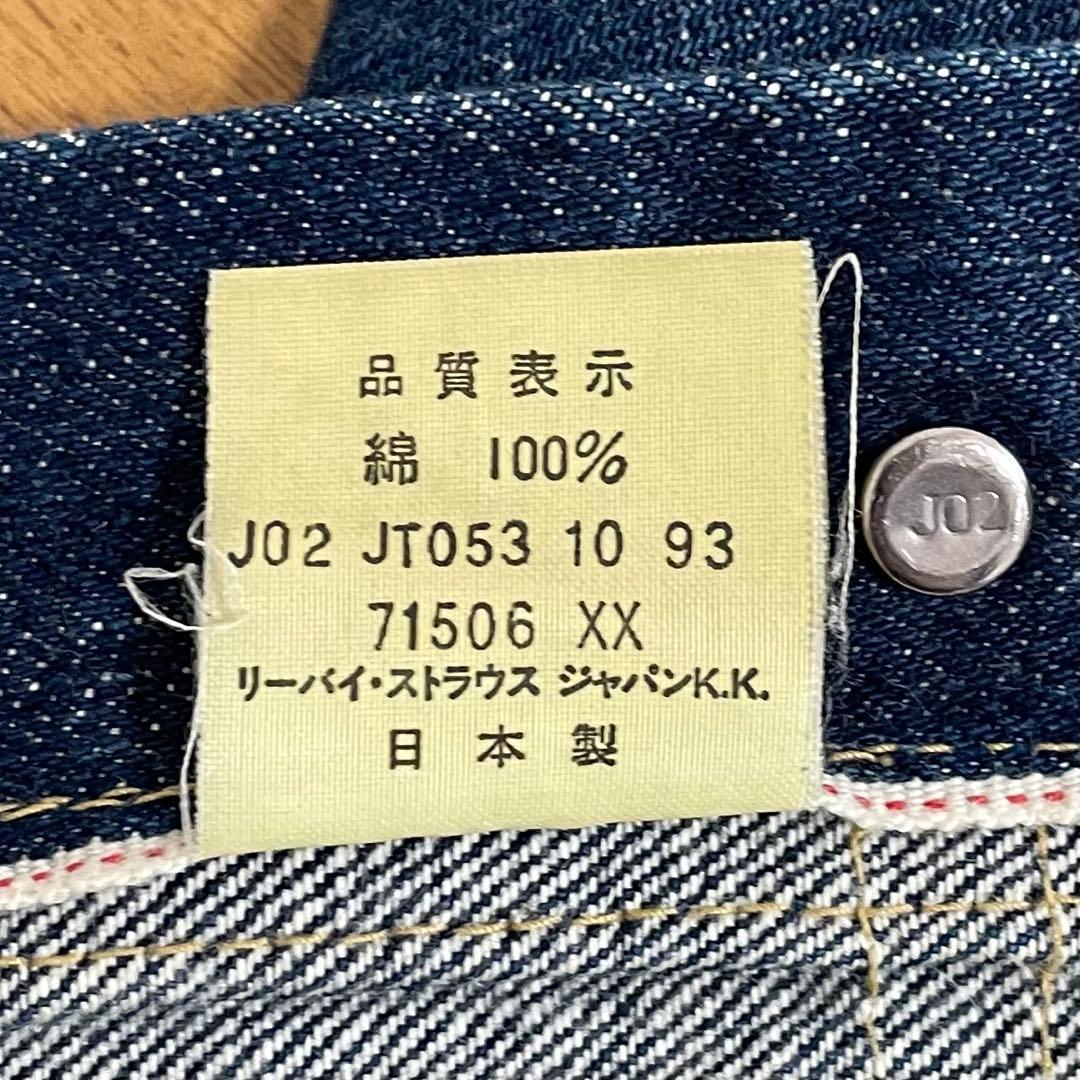 品質表示
綿 100%
J02 JT053 10 93
71506 XX
リーバイ・ストラウス ジャパンK.K.
日本製
J02